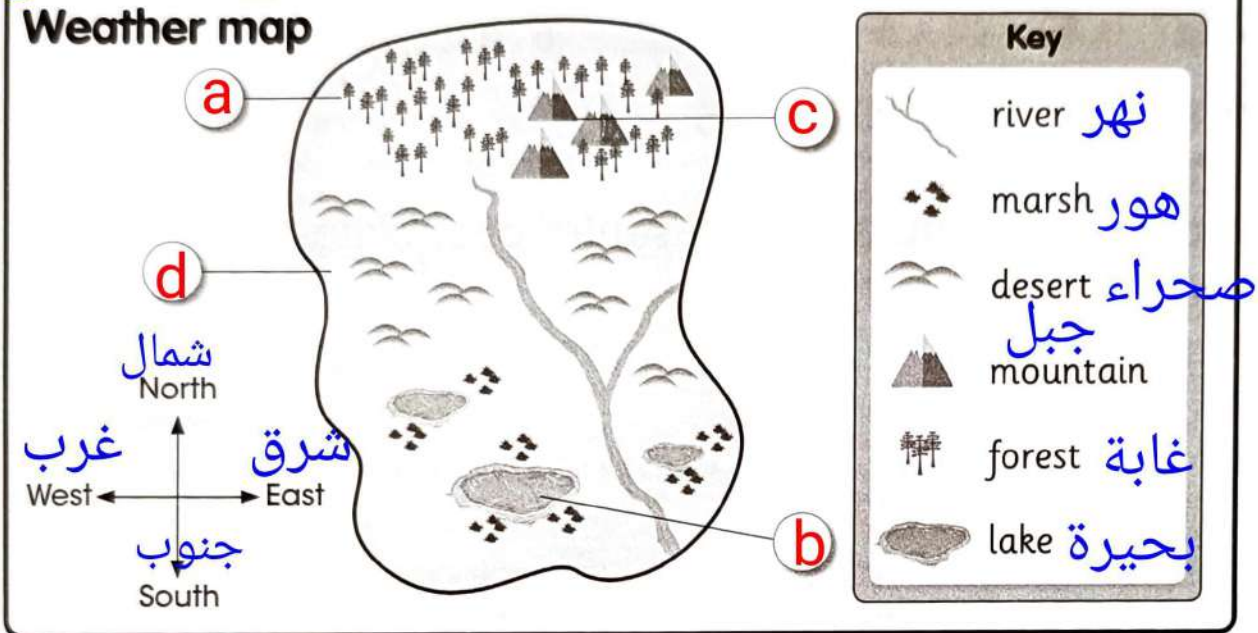 Weather map
a
c
d
b
شمال
North
غرب
West
شرق
East
جنوب
South
Key
river نهر
marsh هور
desert صحراء
جبل
mountain
forest غابة
lake بحيرة